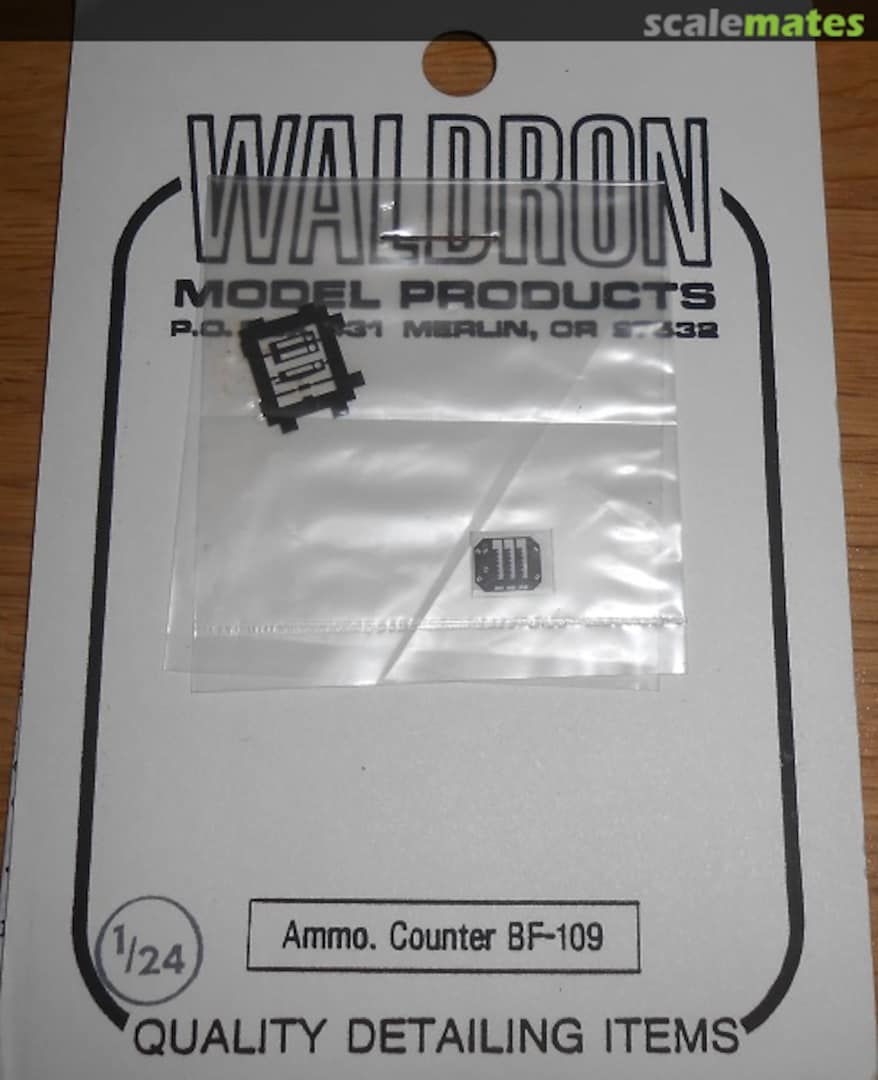 scalemates
WALDRON
MODEL PRODUCTS
P.O. MERLIN, OR
Ammo. Counter BF-109
1/24
QUALITY DETAILING ITEMS